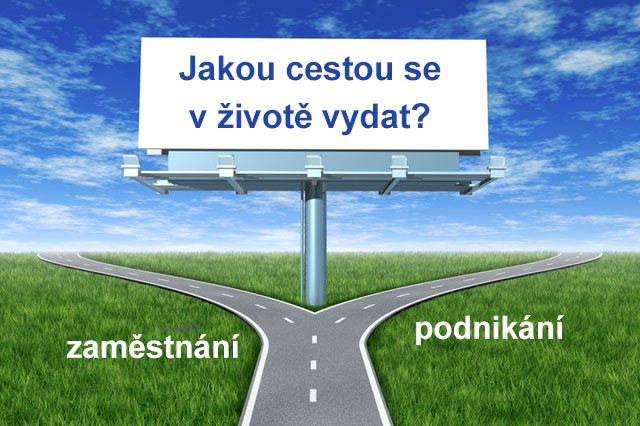 Jakou cestou se
v životě vydat?
zaměstnání
podnikání